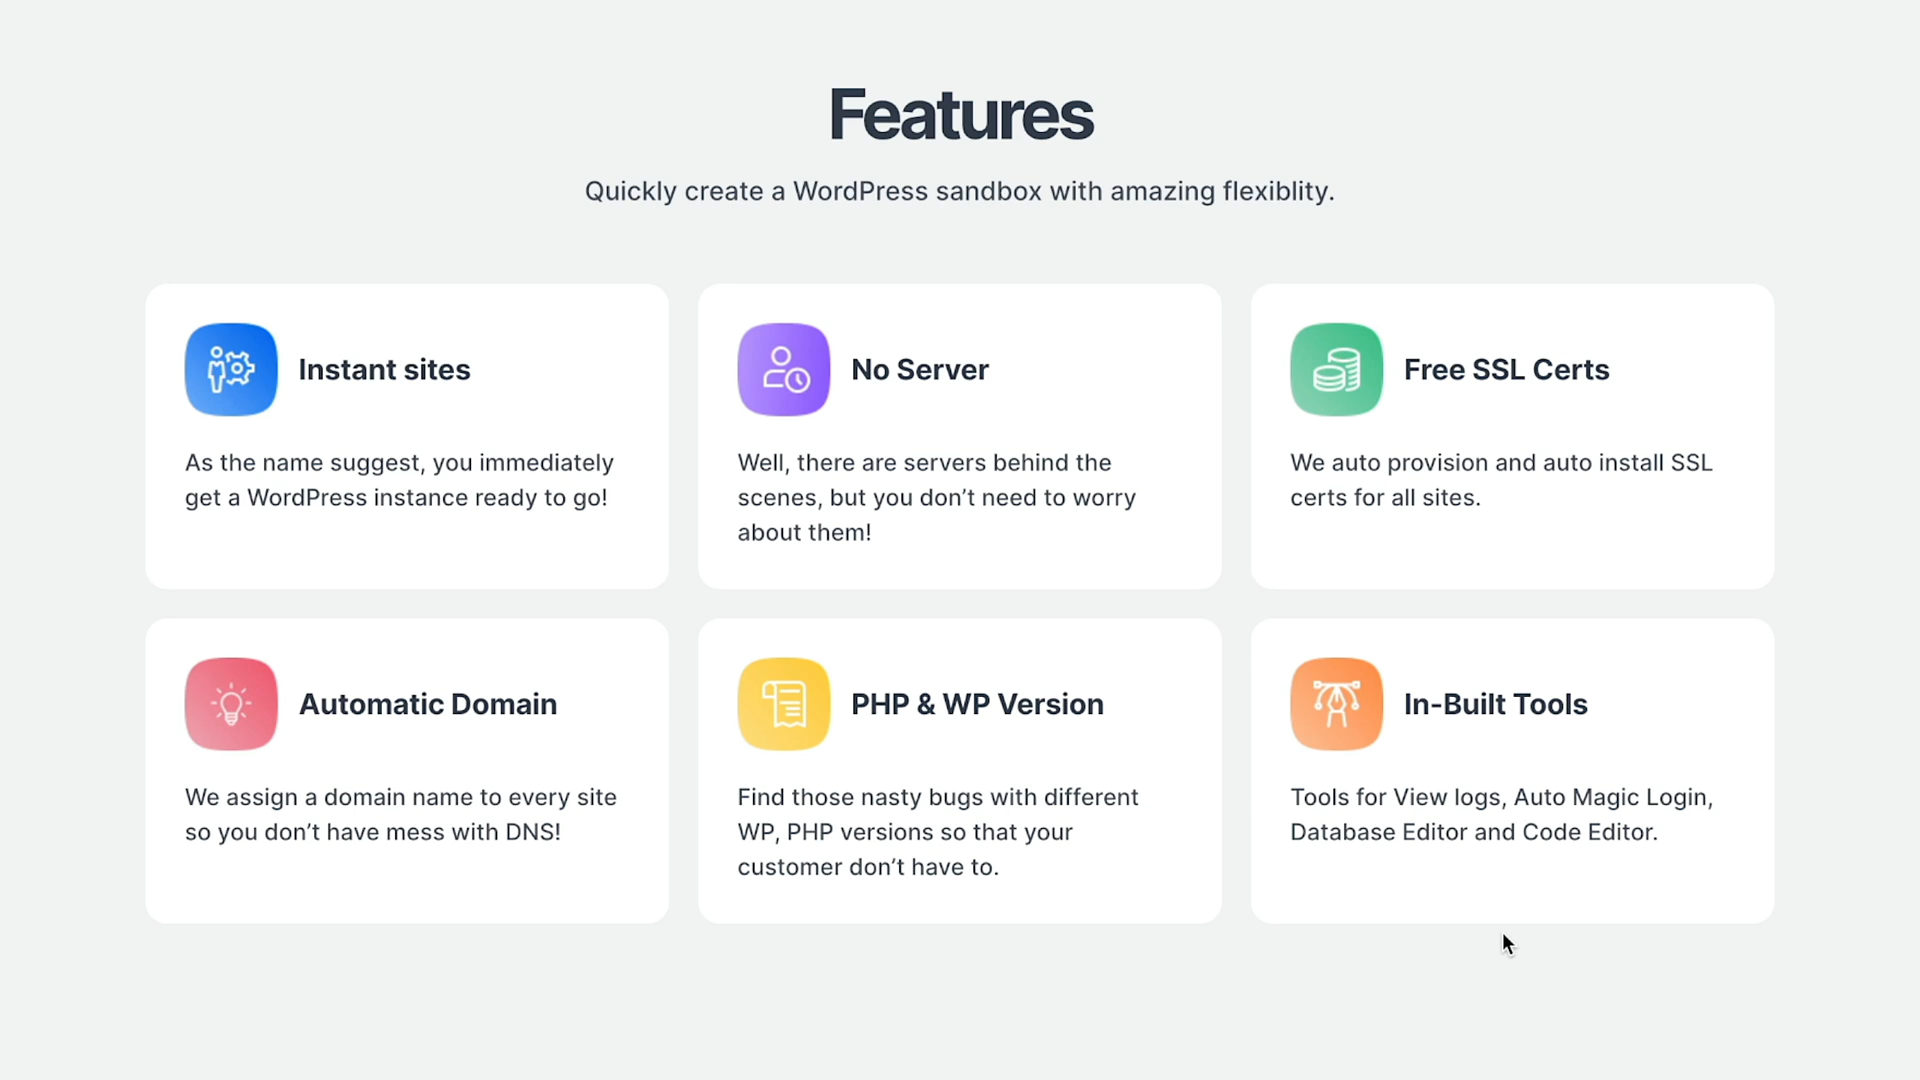 Features
Quickly create a WordPress sandbox with amazing flexiblity.
Instant sites
As the name suggest, you immediately
get a WordPress instance ready to go!
No Server
Well, there are servers behind the
scenes, but you don’t need to worry
about them!
Free SSL Certs
We auto provision and auto install SSL
certs for all sites.
Automatic Domain
We assign a domain name to every site
so you don’t have mess with DNS!
PHP & WP Version
Find those nasty bugs with different
WP, PHP versions so that your
customer don’t have to.
In-Built Tools
Tools for View logs, Auto Magic Login,
Database Editor and Code Editor.